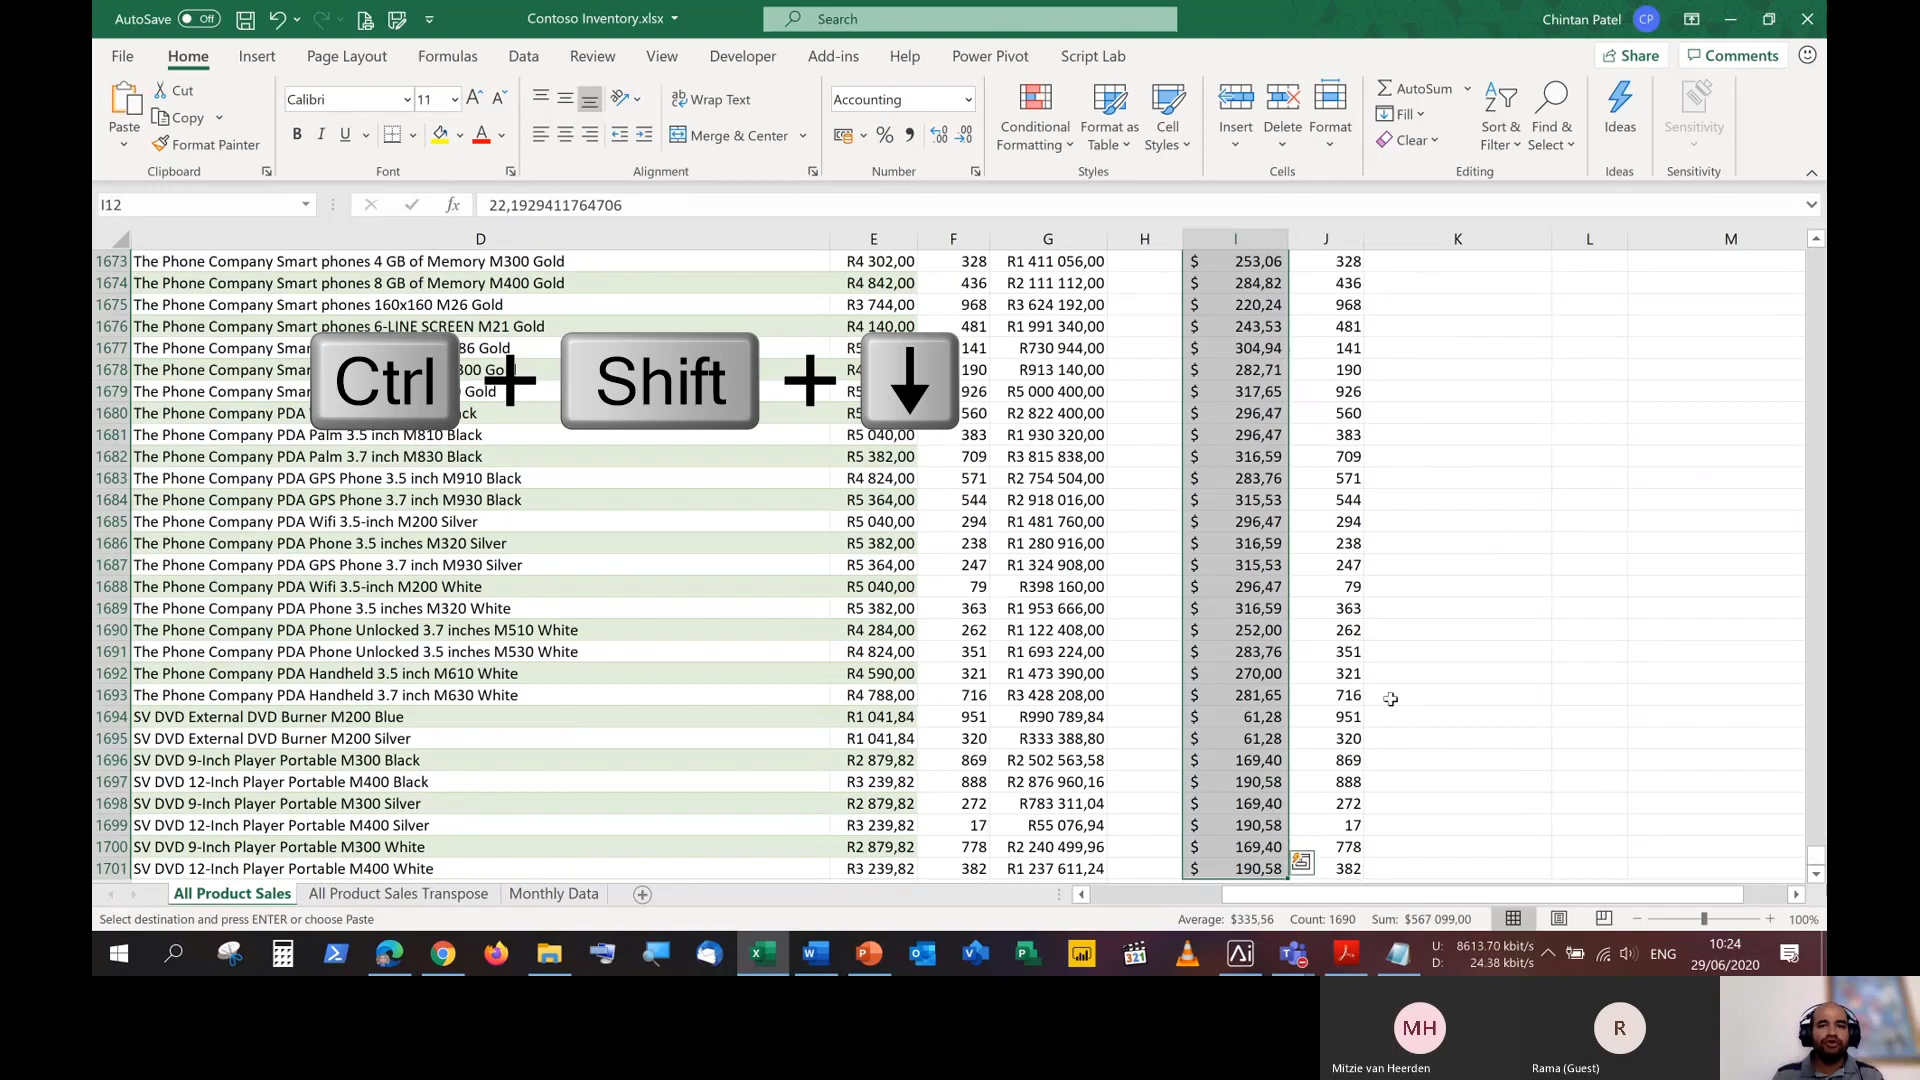 AutoSave Off Contoso Inventory.xlsx Search Chintan Patel CP
File Home Insert Page Layout Formulas Data Review View Developer Add-ins Help Power Pivot Script Lab Share Comments
Paste Cut Copy Format Painter Clipboard
Calibri 11 B I U A Font
Wrap Text Merge & Center Alignment
Accounting % Number
Conditional Formatting Format as Table Cell Styles Styles
Insert Delete Format Cells
AutoSum Fill Clear Sort & Filter Find & Select Editing
Ideas Ideas
Sensitivity Sensitivity
I12 fx 22,1929411764706
D E F G H I J K L M
1673 The Phone Company Smart phones 4 GB of Memory M300 Gold R4 302,00 328 R1 411 056,00 $ 253,06 328
1674 The Phone Company Smart phones 8 GB of Memory M400 Gold R4 842,00 436 R2 111 112,00 $ 284,82 436
1675 The Phone Company Smart phones 160x160 M26 Gold R3 744,00 968 R3 624 192,00 $ 220,24 968
1676 The Phone Company Smart phones 6-LINE SCREEN M21 Gold R4 140,00 481 R1 991 340,00 $ 243,53 481
1677 The Phone Company Smar 86 Gold 141 R730 944,00 $ 304,94 141
1678 The Phone Company Smar 190 R913 140,00 $ 282,71 190
1679 The Phone Company Smar Gold 926 R5 000 400,00 $ 317,65 926
1680 The Phone Company PDA 560 R2 822 400,00 $ 296,47 560
Ctrl + Shift + ↓
1681 The Phone Company PDA Palm 3.5 inch M810 Black R5 040,00 383 R1 930 320,00 $ 296,47 383
1682 The Phone Company PDA Palm 3.7 inch M830 Black R5 382,00 709 R3 815 838,00 $ 316,59 709
1683 The Phone Company PDA GPS Phone 3.5 inch M910 Black R4 824,00 571 R2 754 504,00 $ 283,76 571
1684 The Phone Company PDA GPS Phone 3.7 inch M930 Black R5 364,00 544 R2 918 016,00 $ 315,53 544
1685 The Phone Company PDA Wifi 3.5-inch M200 Silver R5 040,00 294 R1 481 760,00 $ 296,47 294
1686 The Phone Company PDA Phone 3.5 inches M320 Silver R5 382,00 238 R1 280 916,00 $ 316,59 238
1687 The Phone Company PDA GPS Phone 3.7 inch M930 Silver R5 364,00 247 R1 324 908,00 $ 315,53 247
1688 The Phone Company PDA Wifi 3.5-inch M200 White R5 040,00 79 R398 160,00 $ 296,47 79
1689 The Phone Company PDA Phone 3.5 inches M320 White R5 382,00 363 R1 953 666,00 $ 316,59 363
1690 The Phone Company PDA Phone Unlocked 3.7 inches M510 White R4 284,00 262 R1 122 408,00 $ 252,00 262
1691 The Phone Company PDA Phone Unlocked 3.5 inches M530 White R4 824,00 351 R1 693 224,00 $ 283,76 351
1692 The Phone Company PDA Handheld 3.5 inch M610 White R4 590,00 321 R1 473 390,00 $ 270,00 321
1693 The Phone Company PDA Handheld 3.7 inch M630 White R4 788,00 716 R3 428 208,00 $ 281,65 716
1694 SV DVD External DVD Burner M200 Blue R1 041,84 951 R990 789,84 $ 61,28 951
1695 SV DVD External DVD Burner M200 Silver R1 041,84 320 R333 388,80 $ 61,28 320
1696 SV DVD 9-Inch Player Portable M300 Black R2 879,82 869 R2 502 563,58 $ 169,40 869
1697 SV DVD 12-Inch Player Portable M400 Black R3 239,82 888 R2 876 960,16 $ 190,58 888
1698 SV DVD 9-Inch Player Portable M300 Silver R2 879,82 272 R783 311,04 $ 169,40 272
1699 SV DVD 12-Inch Player Portable M400 Silver R3 239,82 17 R55 076,94 $ 190,58 17
1700 SV DVD 9-Inch Player Portable M300 White R2 879,82 778 R2 240 499,96 $ 169,40 778
1701 SV DVD 12-Inch Player Portable M400 White R3 239,82 382 R1 237 611,24 $ 190,58 382
All Product Sales All Product Sales Transpose Monthly Data
Select destination and press ENTER or choose Paste Average: $335,56 Count: 1690 Sum: $567 099,00 100%
U: 8613.70 kbit/s
D: 24.38 kbit/s
ENG
10:24
29/06/2020
MH
Mitzie van Heerden
R
Rama (Guest)